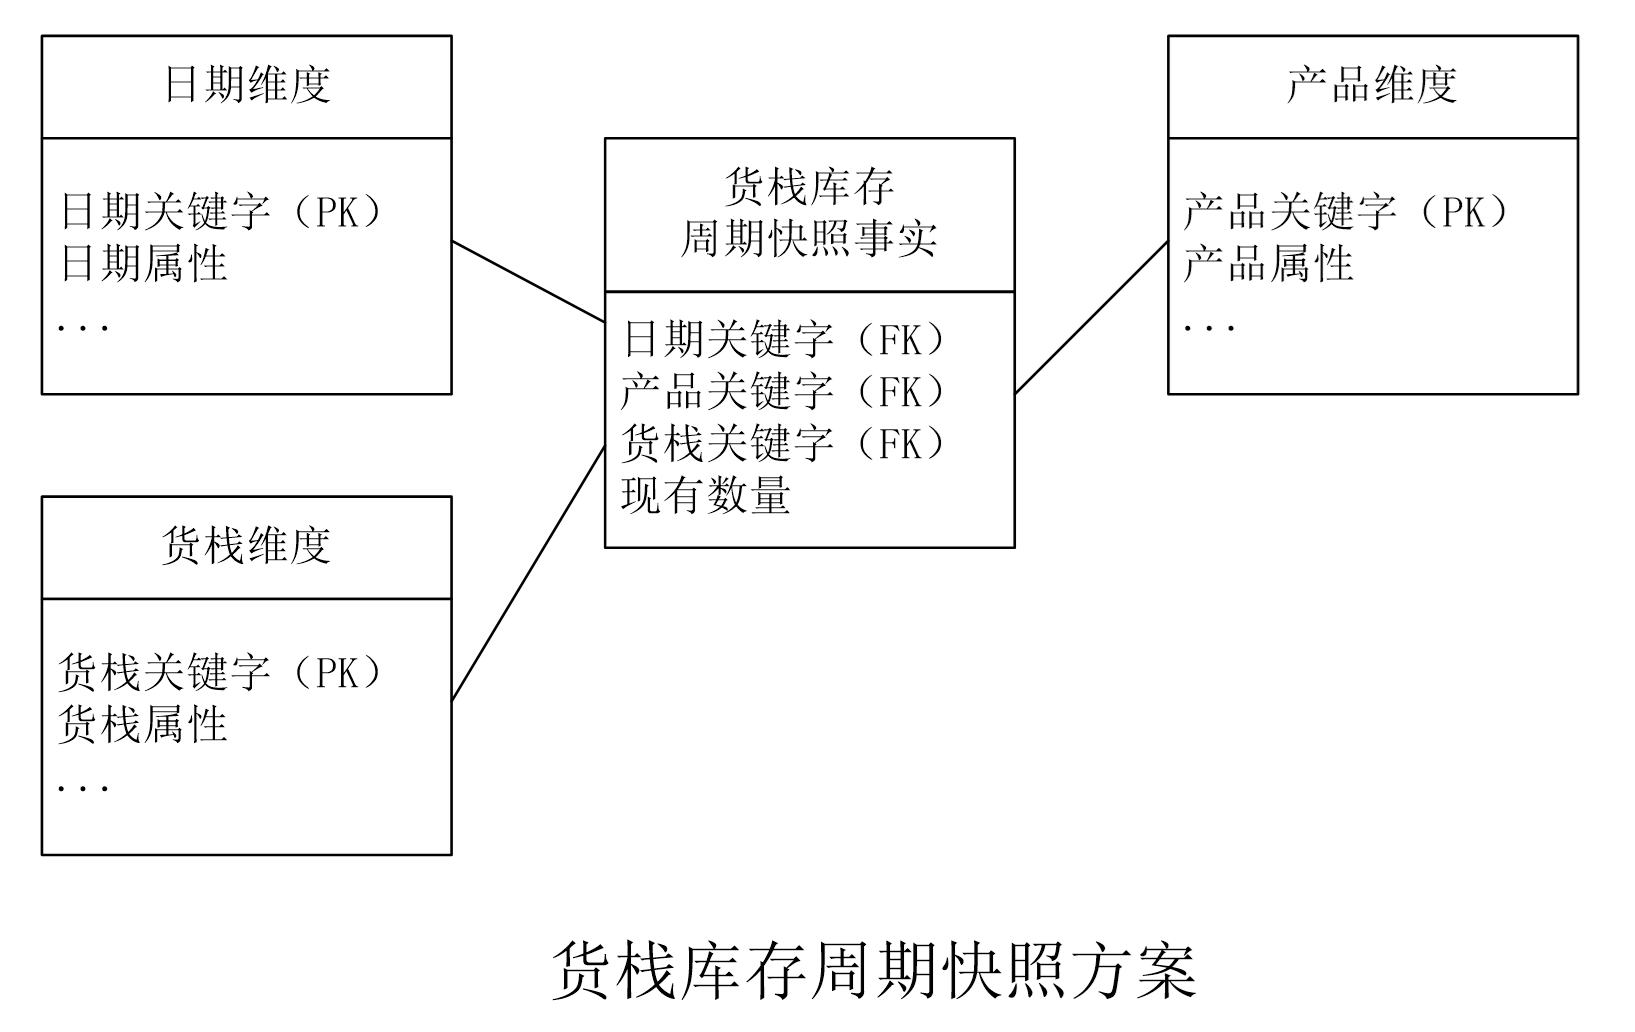 日期维度
日期关键字（PK）
日期属性
...
货栈库存
周期快照事实
日期关键字（FK）
产品关键字（FK）
货栈关键字（FK）
现有数量
产品维度
产品关键字（PK）
产品属性
...
货栈维度
货栈关键字（PK）
货栈属性
...
货栈库存周期快照方案